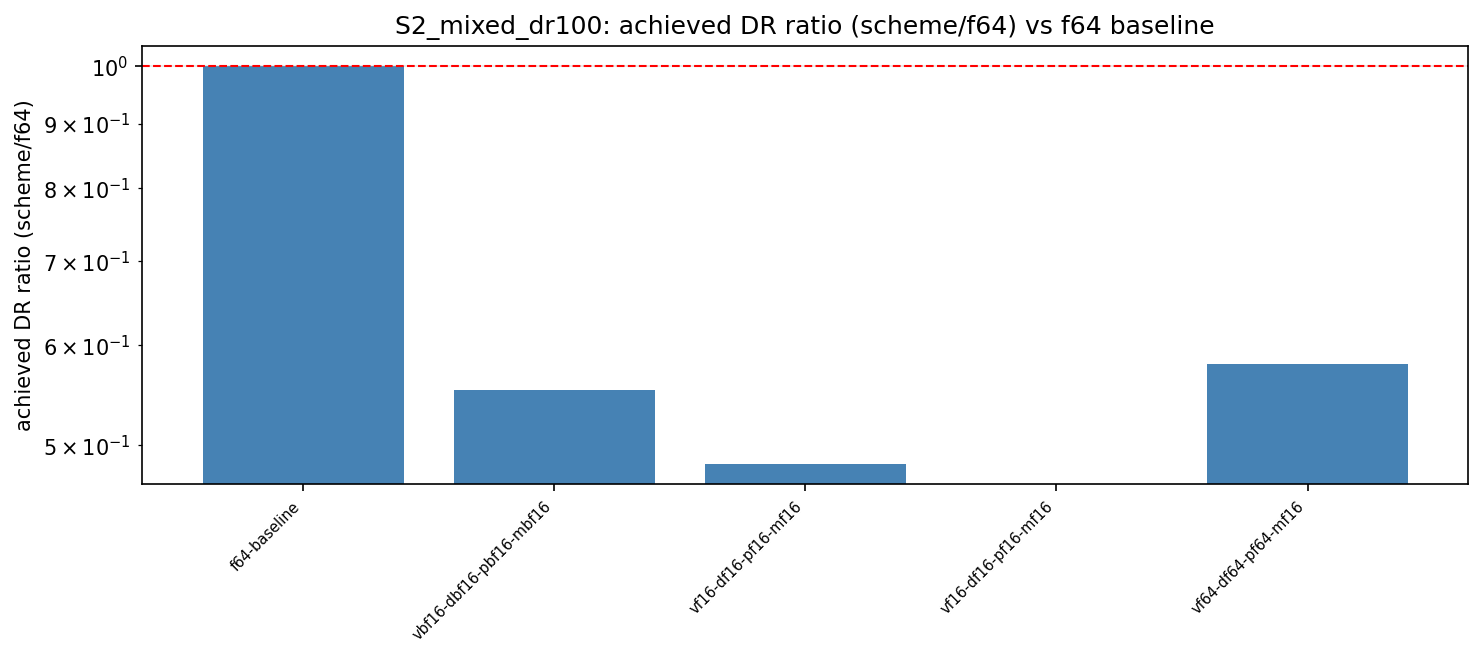 S2_mixed_dr100: achieved DR ratio (scheme/f64) vs f64 baseline
achieved DR ratio (scheme/f64)
10⁰
9 × 10⁻¹
8 × 10⁻¹
7 × 10⁻¹
6 × 10⁻¹
5 × 10⁻¹
f64-baseline
vbf16-dbf16-pbf16-mbf16
vf16-df16-pf16-mf16
vf16-df16-pf16-mf16
vf64-df64-pf64-mf16